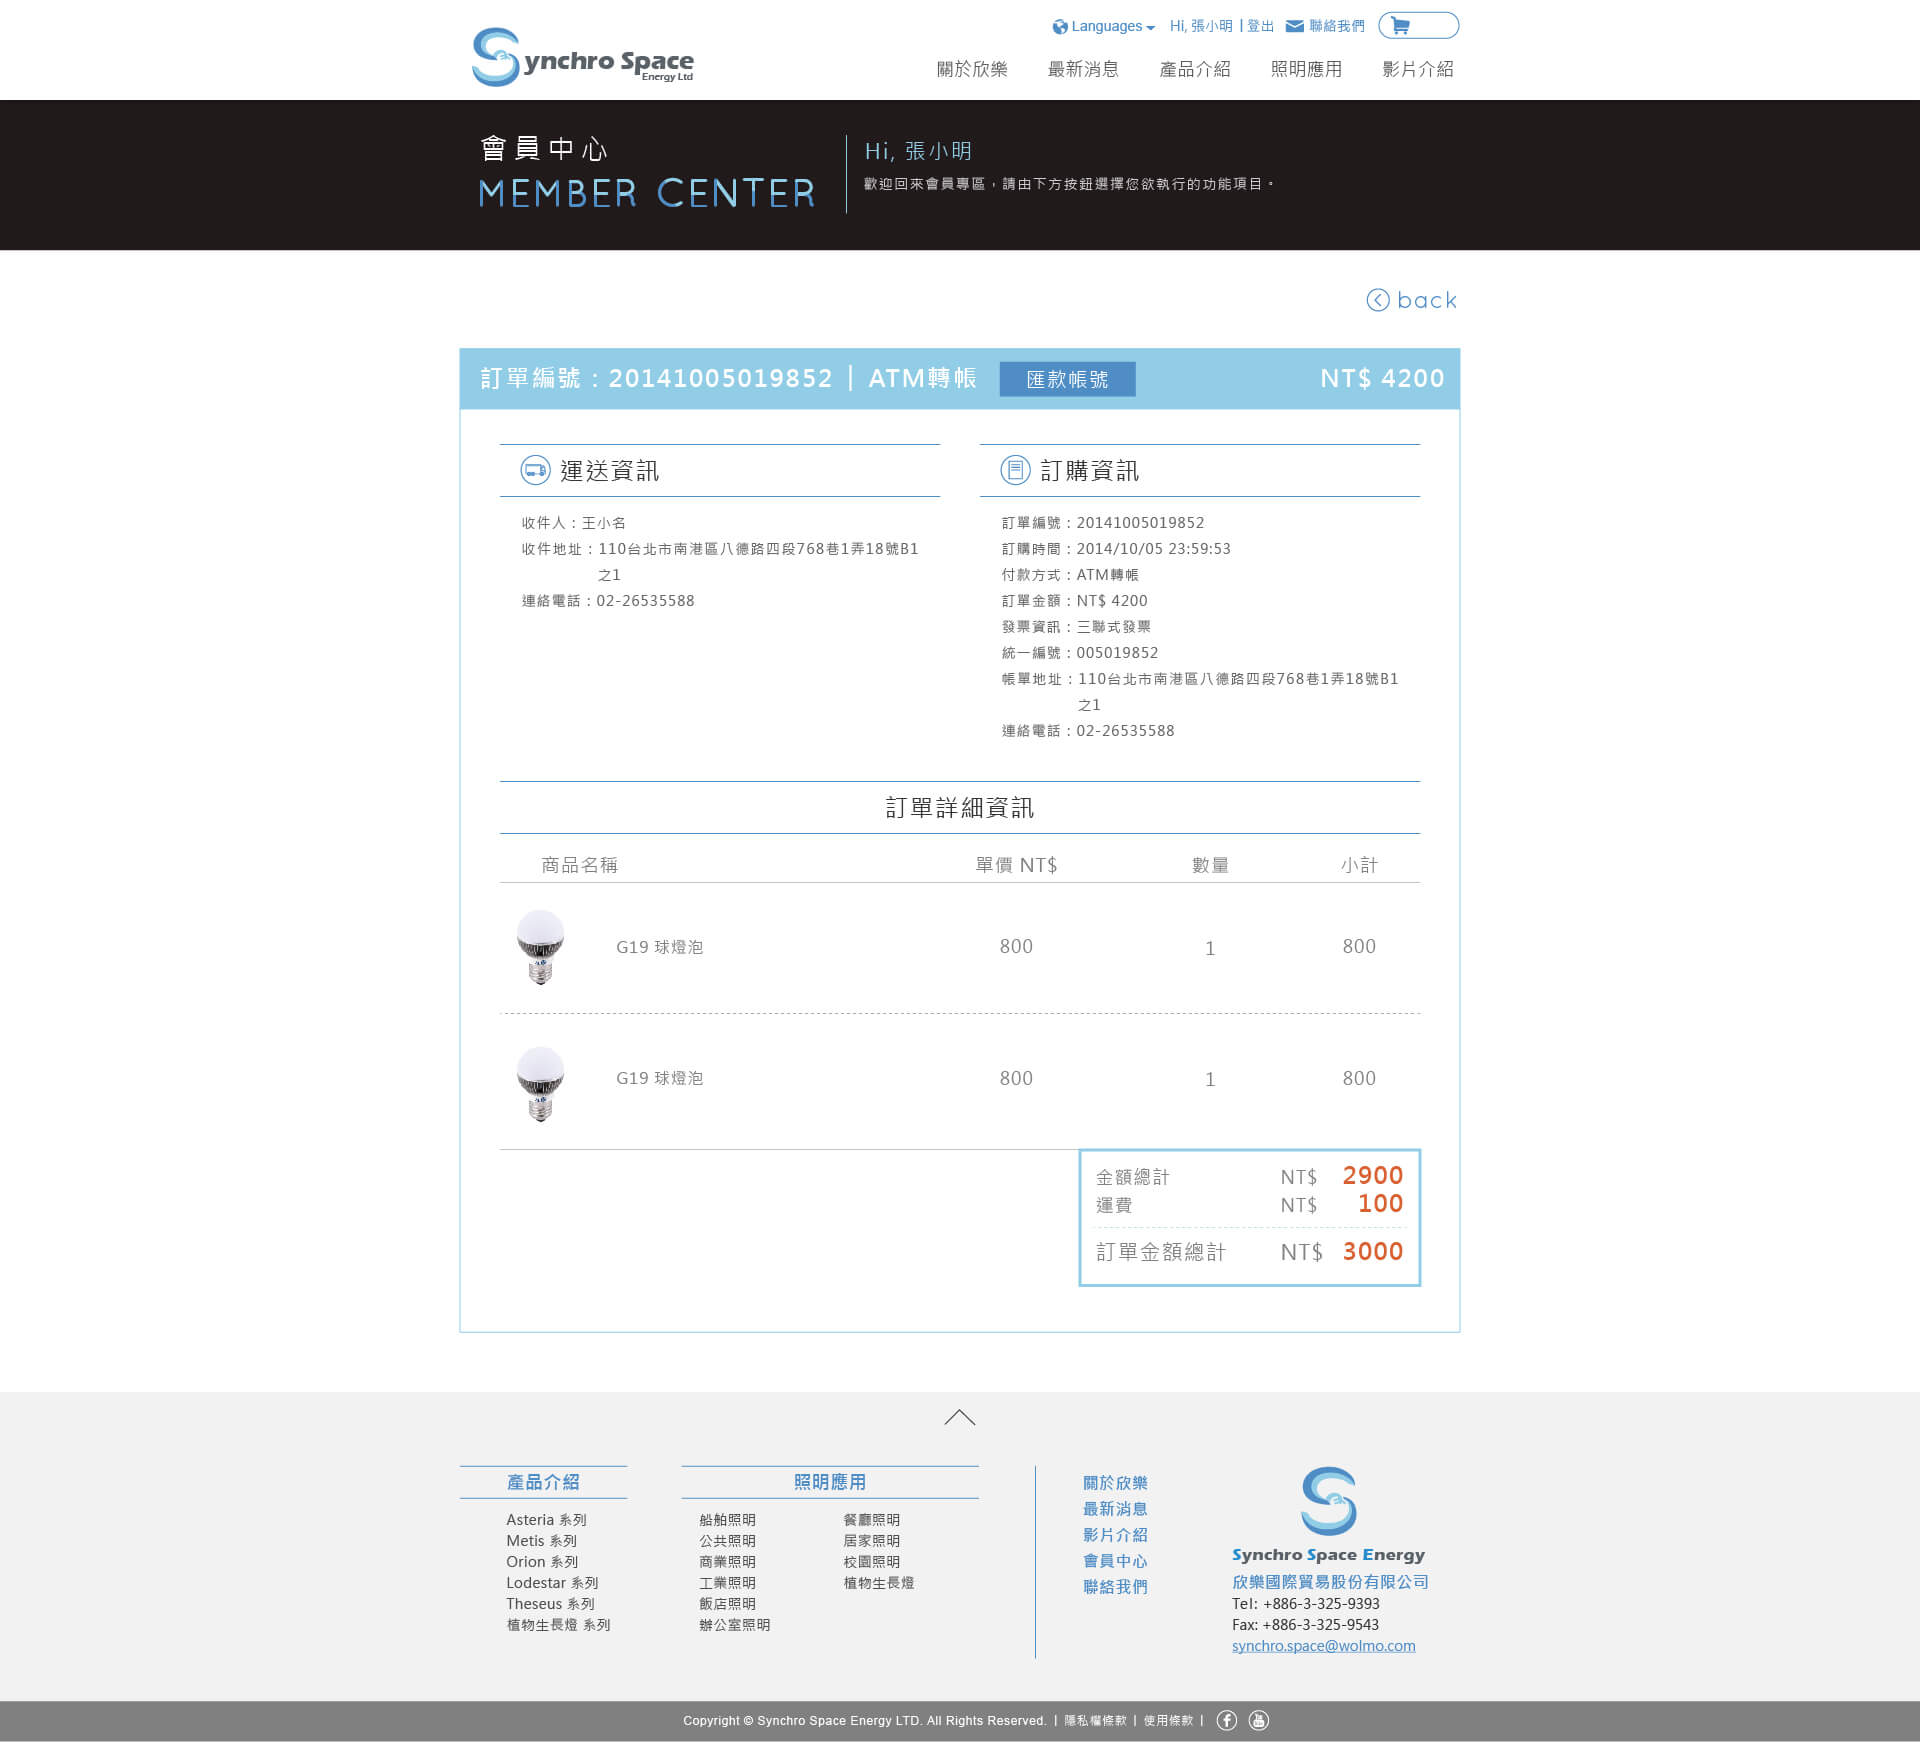 Languages Hi, 張小明 | 登出 聯絡我們
Synchro Space
Energy Ltd
關於欣樂 最新消息 產品介紹 照明應用 影片介紹
會員中心
MEMBER CENTER
Hi, 張小明
歡迎回來會員專區，請由下方按鈕選擇您欲執行的功能項目。
back
訂單編號：20141005019852 | ATM轉帳 匯款帳號 NT$ 4200
運送資訊
收件人：王小名
收件地址：110台北市南港區八德路四段768巷1弄18號B1
之1
連絡電話：02-26535588
訂購資訊
訂單編號：20141005019852
訂購時間：2014/10/05 23:59:53
付款方式：ATM轉帳
訂單金額：NT$ 4200
發票資訊：三聯式發票
統一編號：005019852
帳單地址：110台北市南港區八德路四段768巷1弄18號B1
之1
連絡電話：02-26535588
訂單詳細資訊
商品名稱 單價 NT$ 數量 小計
G19 球燈泡 800 1 800
G19 球燈泡 800 1 800
金額總計 NT$ 2900
運費 NT$ 100
訂單金額總計 NT$ 3000
產品介紹
Asteria 系列
Metis 系列
Orion 系列
Lodestar 系列
Theseus 系列
植物生長燈 系列
照明應用
船舶照明
公共照明
商業照明
工業照明
飯店照明
辦公室照明
餐廳照明
居家照明
校園照明
植物生長燈
關於欣樂
最新消息
影片介紹
會員中心
聯絡我們
Synchro Space Energy
欣樂國際貿易股份有限公司
Tel: +886-3-325-9393
Fax: +886-3-325-9543
synchro.space@wolmo.com
Copyright © Synchro Space Energy LTD. All Rights Reserved. | 隱私權條款 | 使用條款 |